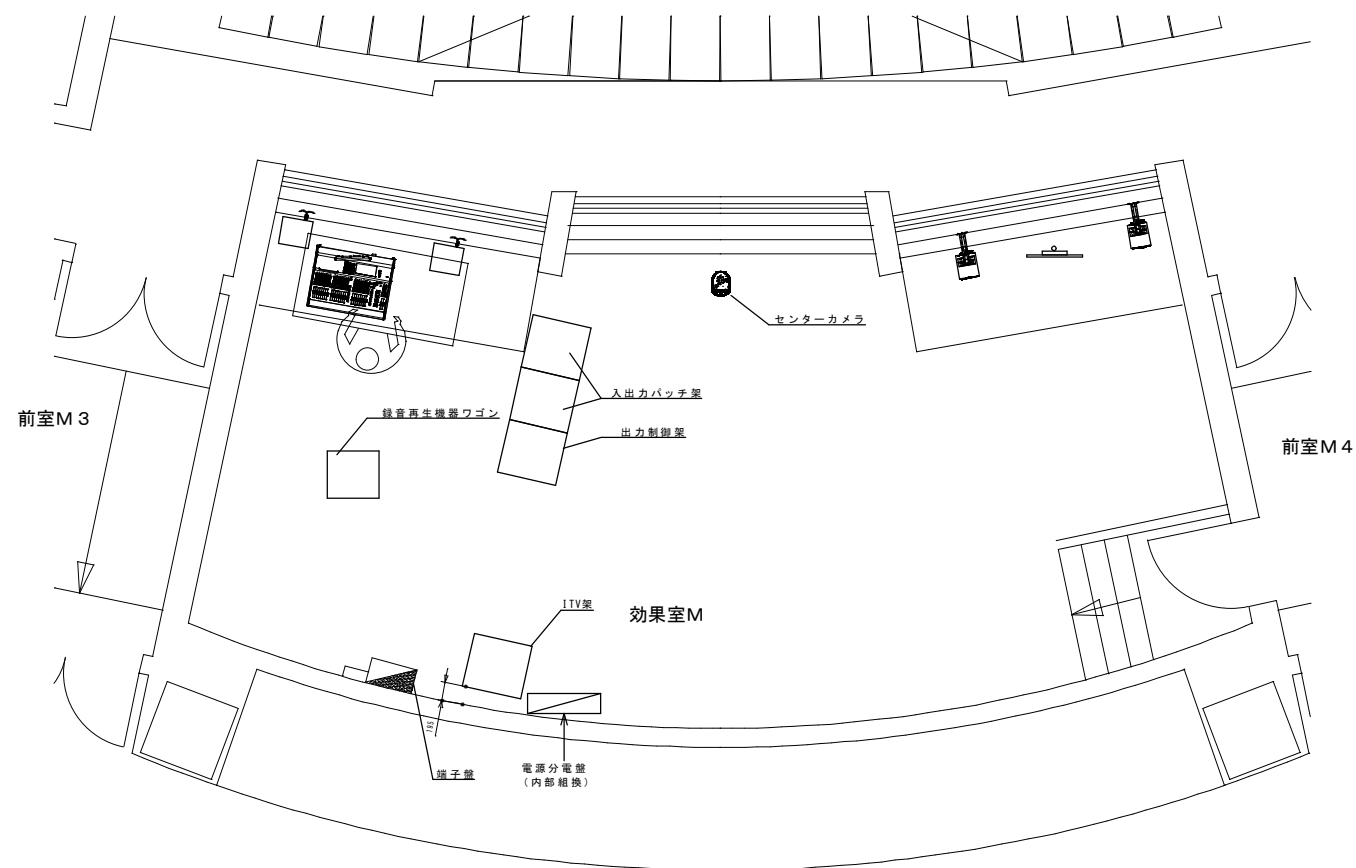 センターカメラ
入出力パッチ架
前室M3
録音再生機器ワゴン
出力制御架
前室M4
ITV架
効果室M
195
電源分電盤
(内部組換)
端子盤